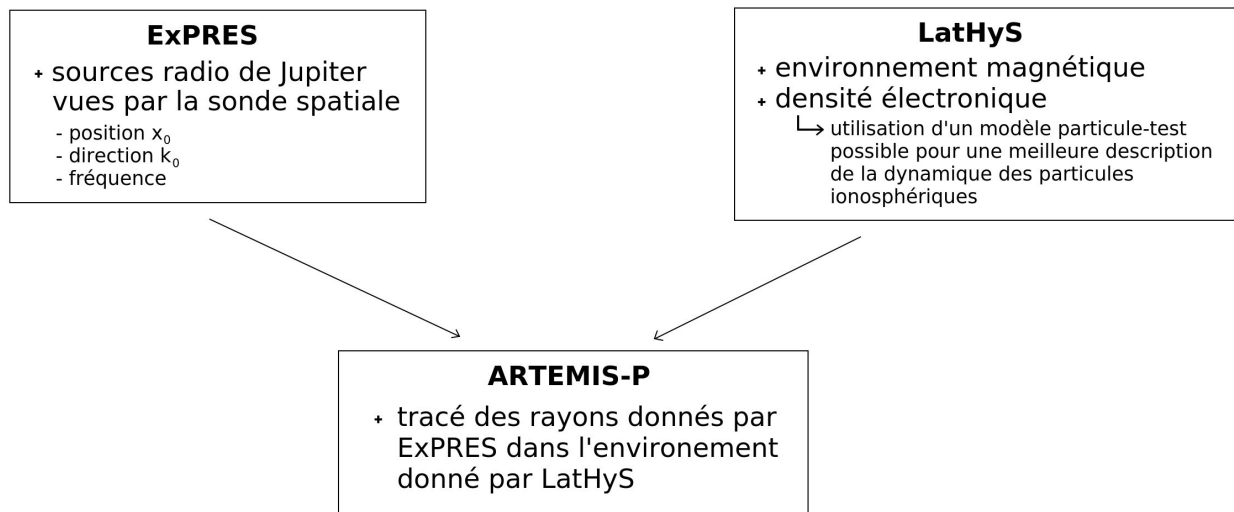 ExPRES
+ sources radio de Jupiter
vues par la sonde spatiale
- position x₀
- direction k₀
- fréquence
LatHyS
+ environnement magnétique
+ densité électronique
utilisation d'un modèle particule-test
possible pour une meilleure description
de la dynamique des particules
ionosphériques
ARTEMIS-P
+ tracé des rayons donnés par
ExPRES dans l'environement
donné par LatHyS